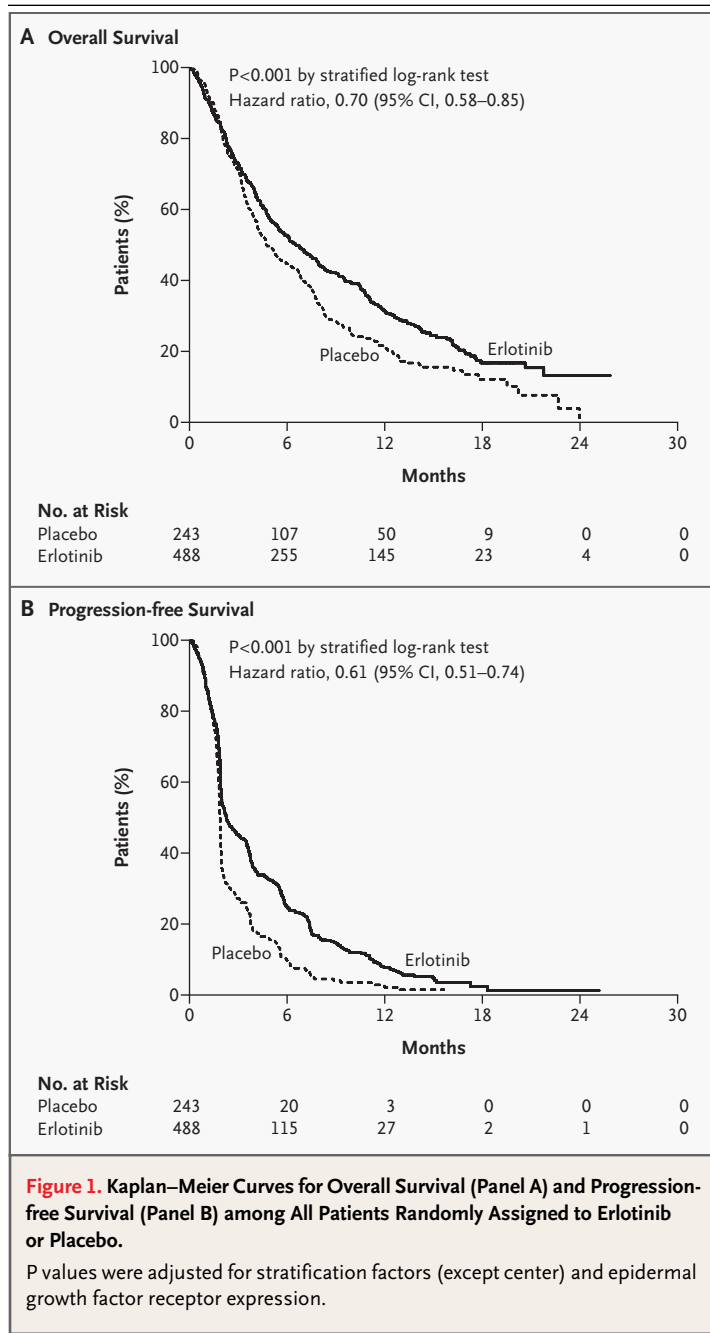 A Overall Survival
P<0.001 by stratified log-rank test
Hazard ratio, 0.70 (95% CI, 0.58–0.85)
100
80
60
40
20
0
Patients (%)
Placebo
Erlotinib
0 6 12 18 24 30
Months
No. at Risk
Placebo 243 107 50 9 0 0
Erlotinib 488 255 145 23 4 0
B Progression-free Survival
P<0.001 by stratified log-rank test
Hazard ratio, 0.61 (95% CI, 0.51–0.74)
100
80
60
40
20
0
Patients (%)
Placebo
Erlotinib
0 6 12 18 24 30
Months
No. at Risk
Placebo 243 20 3 0 0 0
Erlotinib 488 115 27 2 1 0
Figure 1. Kaplan–Meier Curves for Overall Survival (Panel A) and Progression-
free Survival (Panel B) among All Patients Randomly Assigned to Erlotinib
or Placebo.
P values were adjusted for stratification factors (except center) and epidermal
growth factor receptor expression.